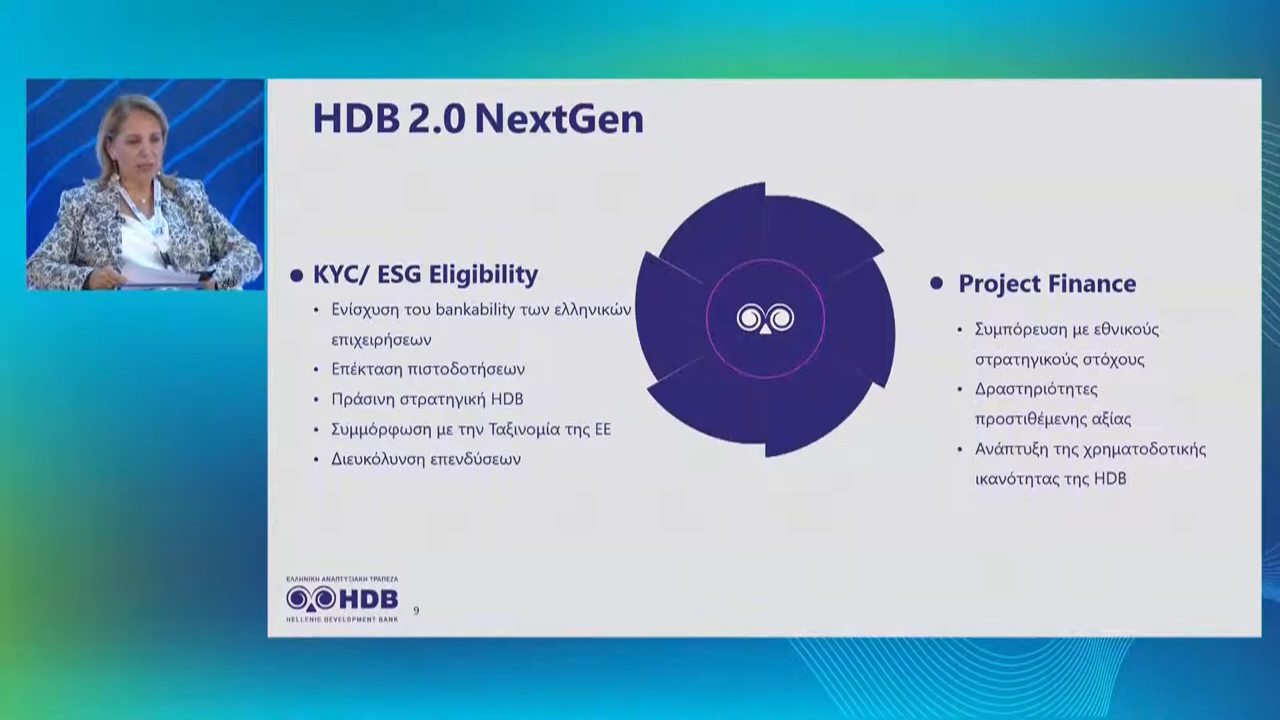 HDB 2.0 NextGen
KYC/ ESG Eligibility
• Ενίσχυση του bankability των ελληνικών
επιχειρήσεων
• Επέκταση πιστοδοτήσεων
• Πράσινη στρατηγική HDB
• Συμμόρφωση με την Ταξινομία της ΕΕ
• Διευκόλυνση επενδύσεων
Project Finance
• Συμπόρευση με εθνικούς
στρατηγικούς στόχους
• Δραστηριότητες
προστιθέμενης αξίας
• Ανάπτυξη της χρηματοδοτικής
ικανότητας της HDB
ΕΛΛΗΝΙΚΗ ΑΝΑΠΤΥΞΙΑΚΗ ΤΡΑΠΕΖΑ
HDB
HELLENIC DEVELOPMENT BANK
9